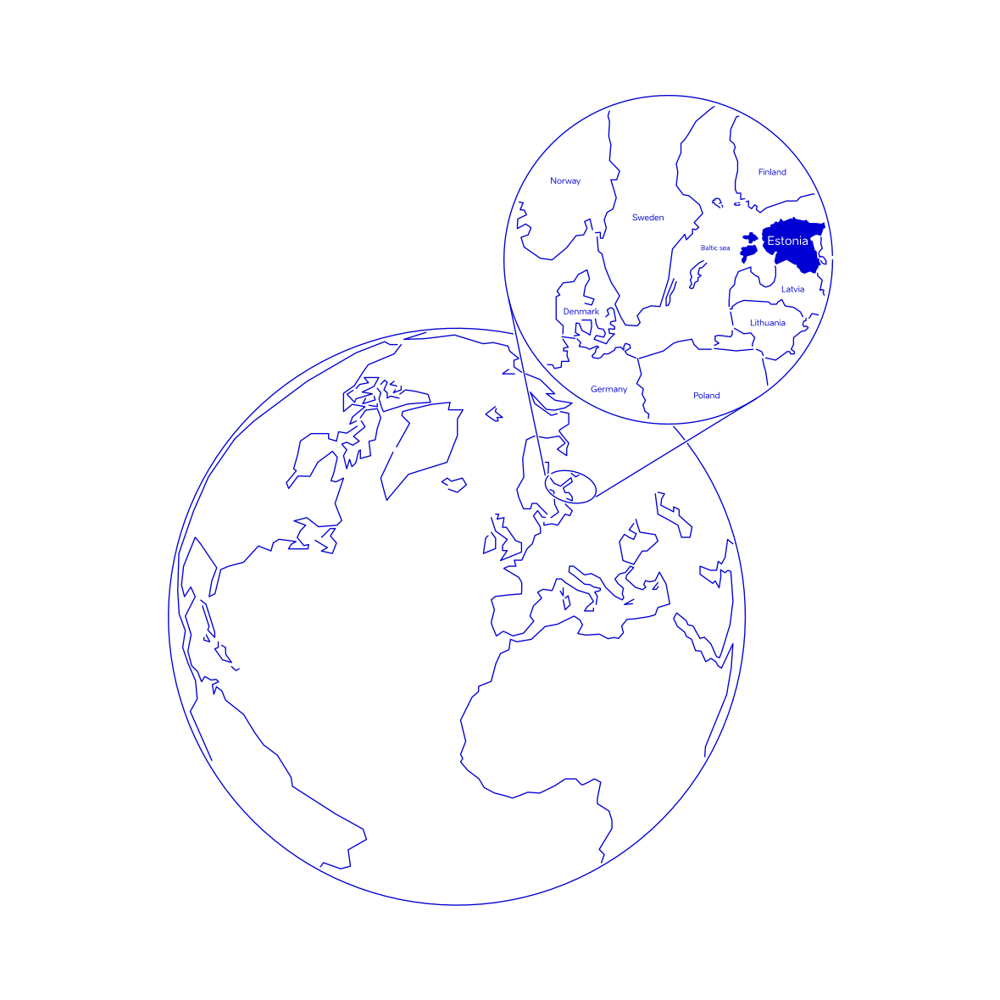 Finland
Norway
Sweden
Estonia
Baltic sea
Latvia
Denmark
Lithuania
Germany
Poland